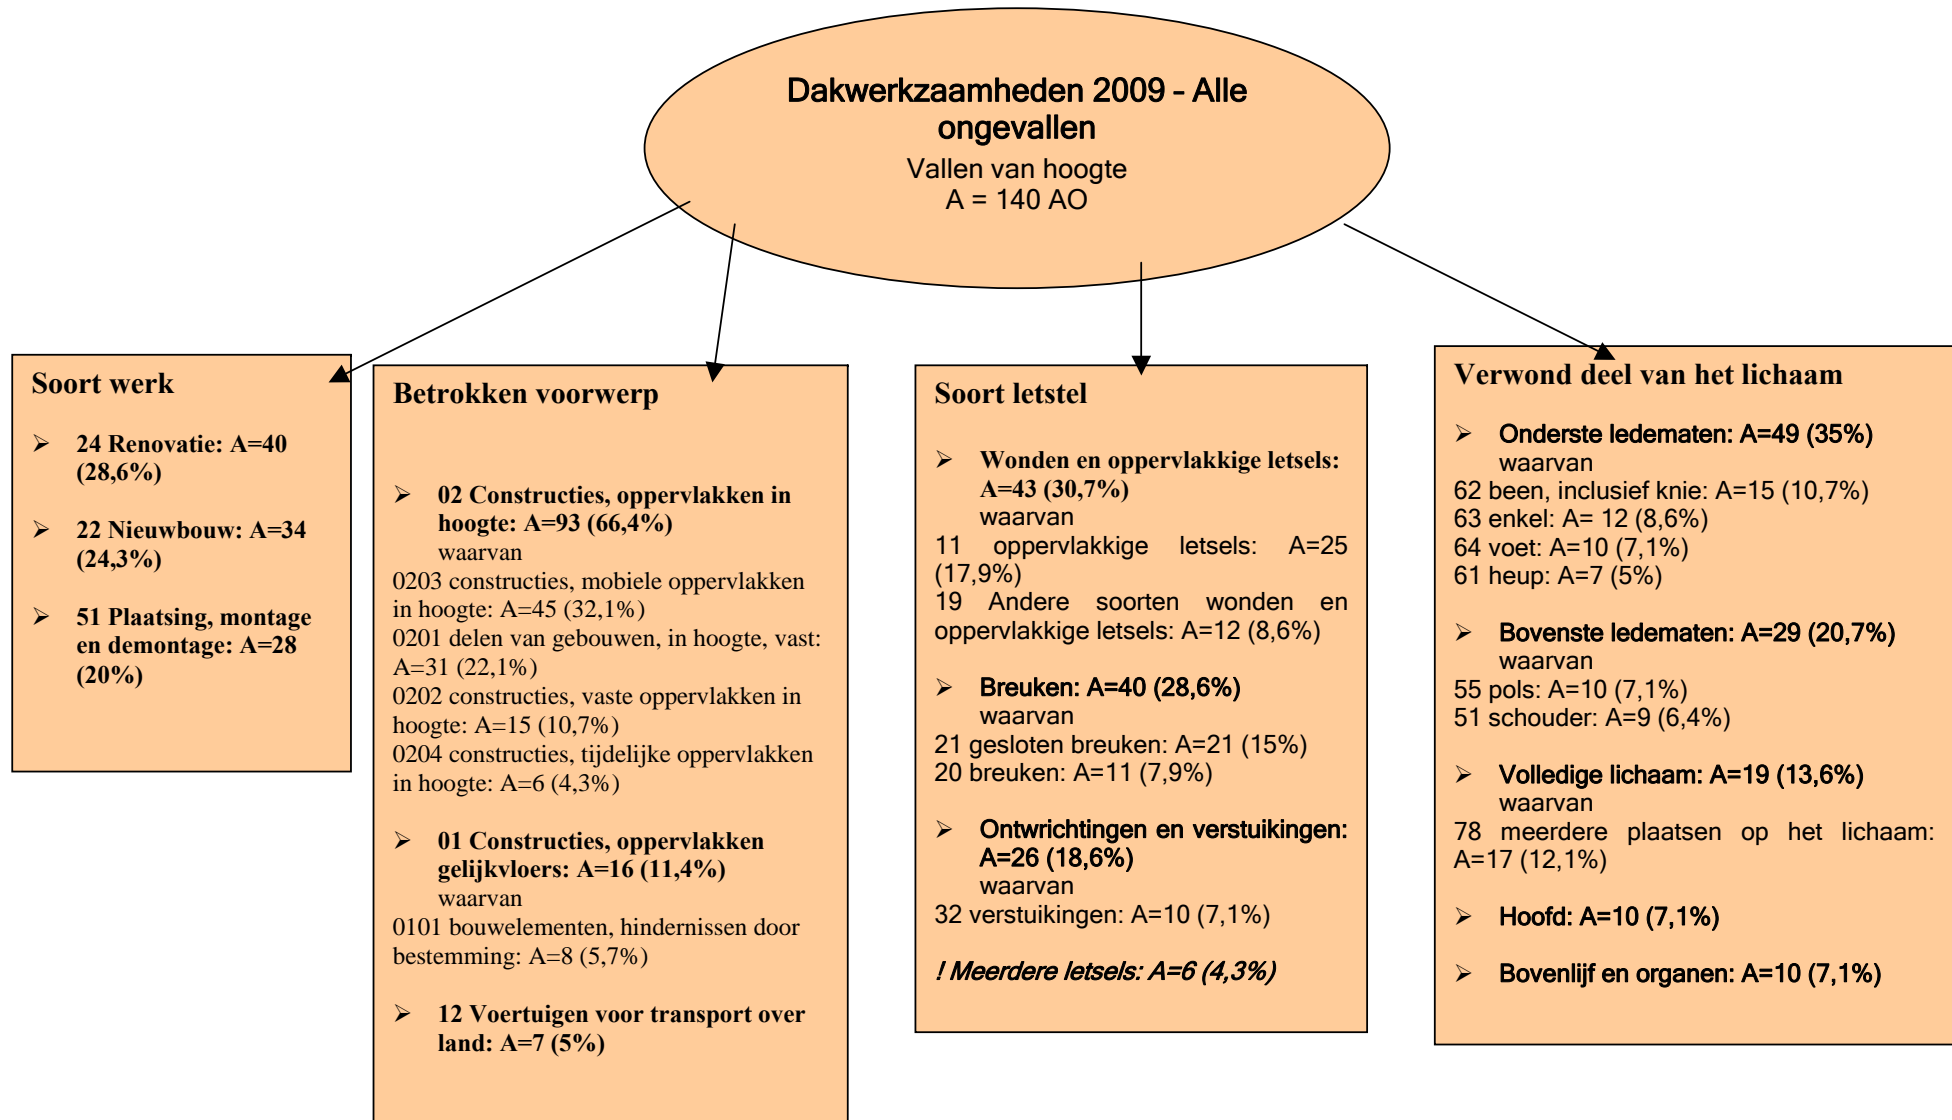 Dakwerkzaamheden 2009 - Alle
ongevallen
Vallen van hoogte
A = 140 AO
Soort werk
➢ 24 Renovatie: A=40
(28,6%)
➢ 22 Nieuwbouw: A=34
(24,3%)
➢ 51 Plaatsing, montage
en demontage: A=28
(20%)
Betrokken voorwerp
➢ 02 Constructies, oppervlakken in
hoogte: A=93 (66,4%)
waarvan
0203 constructies, mobiele oppervlakken
in hoogte: A=45 (32,1%)
0201 delen van gebouwen, in hoogte, vast:
A=31 (22,1%)
0202 constructies, vaste oppervlakken in
hoogte: A=15 (10,7%)
0204 constructies, tijdelijke oppervlakken
in hoogte: A=6 (4,3%)
➢ 01 Constructies, oppervlakken
gelijkvloers: A=16 (11,4%)
waarvan
0101 bouwelementen, hindernissen door
bestemming: A=8 (5,7%)
➢ 12 Voertuigen voor transport over
land: A=7 (5%)
Soort letstel
➢ Wonden en oppervlakkige letsels:
A=43 (30,7%)
waarvan
11 oppervlakkige letsels: A=25
(17,9%)
19 Andere soorten wonden en
oppervlakkige letsels: A=12 (8,6%)
➢ Breuken: A=40 (28,6%)
waarvan
21 gesloten breuken: A=21 (15%)
20 breuken: A=11 (7,9%)
➢ Ontwrichtingen en verstuikingen:
A=26 (18,6%)
waarvan
32 verstuikingen: A=10 (7,1%)
! Meerdere letsels: A=6 (4,3%)
Verwond deel van het lichaam
➢ Onderste ledematen: A=49 (35%)
waarvan
62 been, inclusief knie: A=15 (10,7%)
63 enkel: A= 12 (8,6%)
64 voet: A=10 (7,1%)
61 heup: A=7 (5%)
➢ Bovenste ledematen: A=29 (20,7%)
waarvan
55 pols: A=10 (7,1%)
51 schouder: A=9 (6,4%)
➢ Volledige lichaam: A=19 (13,6%)
waarvan
78 meerdere plaatsen op het lichaam:
A=17 (12,1%)
➢ Hoofd: A=10 (7,1%)
➢ Bovenlijf en organen: A=10 (7,1%)